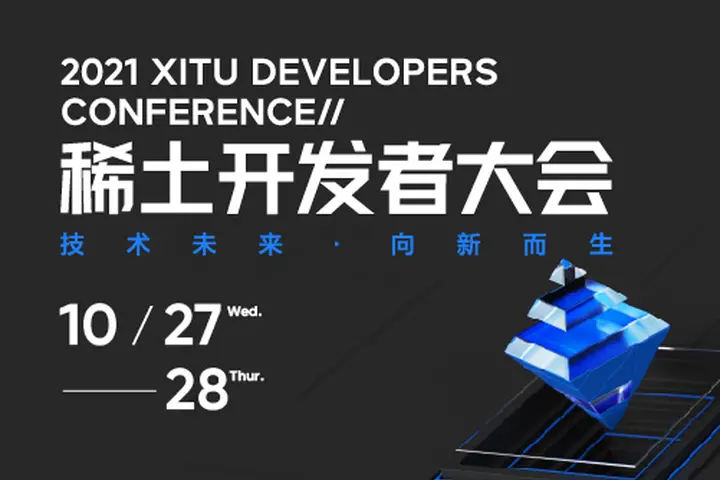 2021 XITU DEVELOPERS
CONFERENCE//
稀土开发者大会
技术未来·向新而生
10/27 Wed.
28 Thur.